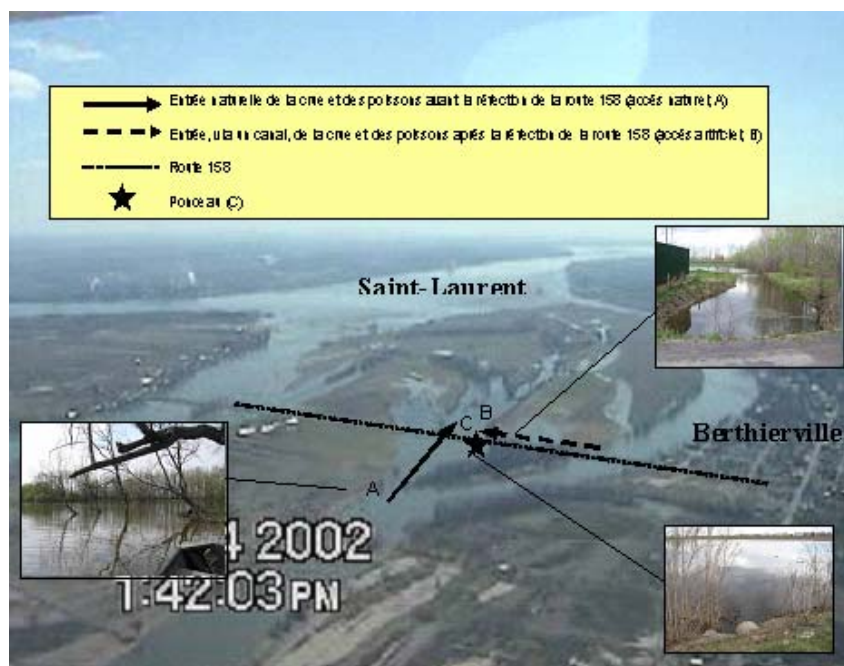 Entrée naturelle de la crue et des poissons avant la réfection de la route 158 (accès naturel, A)
Entrée, via un canal, de la crue et des poissons après la réfection de la route 158 (accès artificiel, B)
Route 158
Ponceau (C)
Saint-Laurent
C
B
Berthierville
A
4 2002
1:42:03 PM